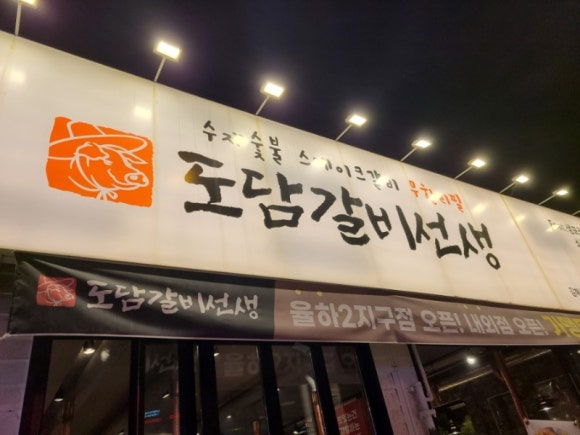 수제숯불 스테이크갈비 무한리필
도담갈비선생
도담갈비선생
율하2지구점 오픈! 내외점 오픈!